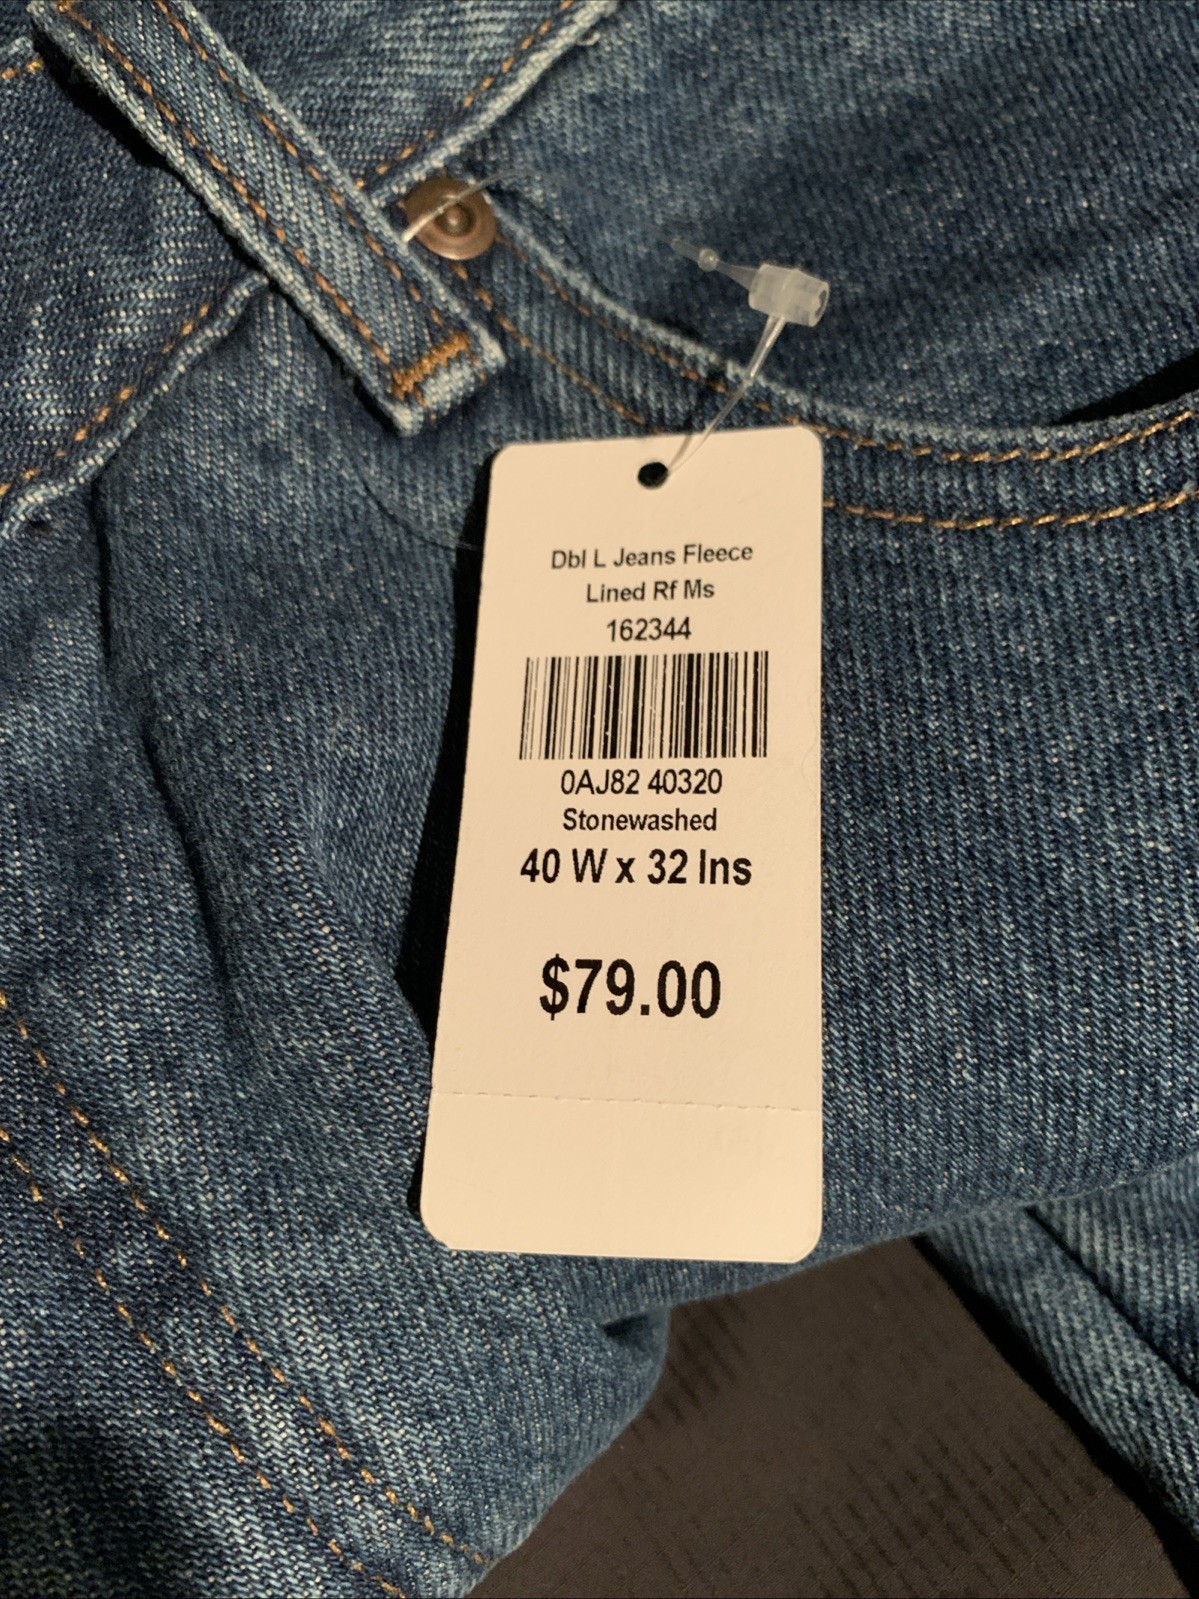 Dbl L Jeans Fleece
Lined Rf Ms
162344
0AJ82 40320
Stonewashed
40 W x 32 Ins
$79.00